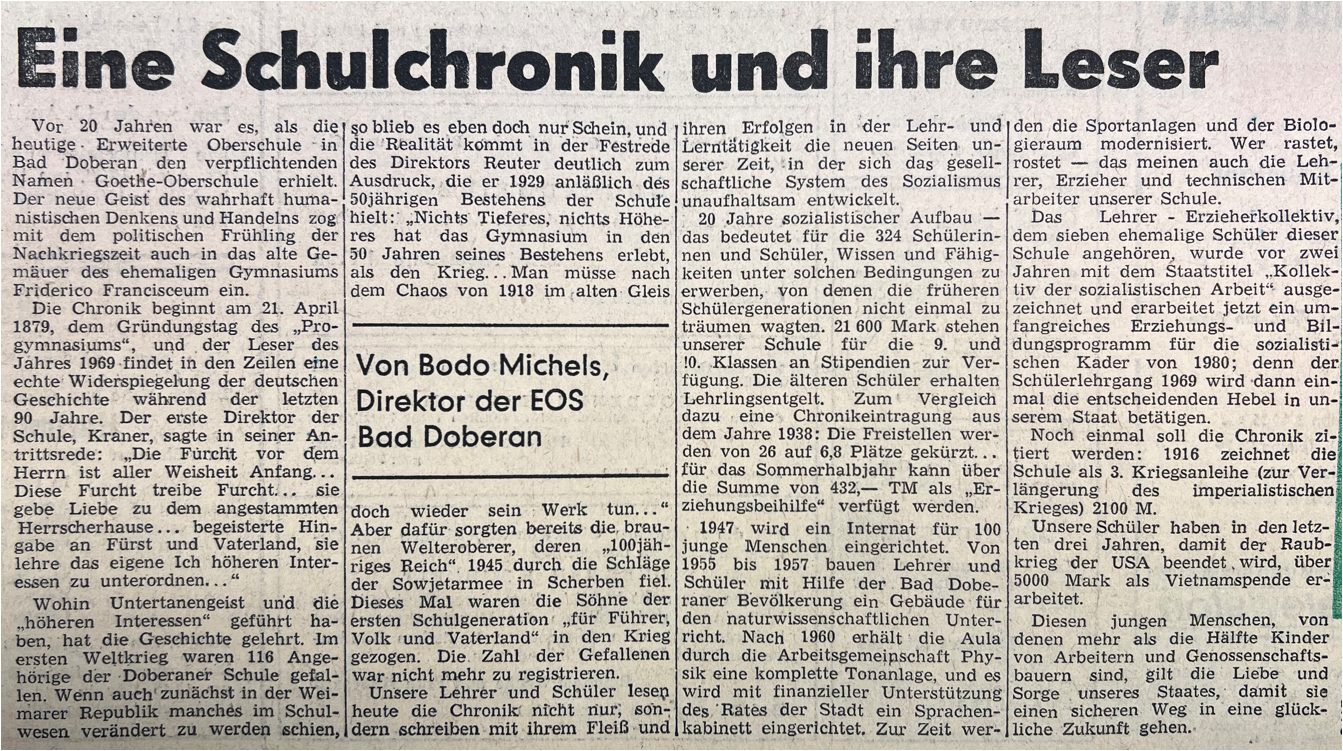 Eine Schulchronik und ihre Leser
Vor 20 Jahren war es, als die
heutige Erweiterte Oberschule in
Bad Doberan den verpflichtenden
Namen Goethe-Oberschule erhielt.
Der neue Geist des wahrhaft huma-
nistischen Denkens und Handelns zog
mit dem politischen Frühling der
Nachkriegszeit auch in das alte Ge-
mäuer des ehemaligen Gymnasiums
Friderico Francisceum ein.
Die Chronik beginnt am 21. April
1879, dem Gründungstag des „Pro-
gymnasiums“, und der Leser des
Jahres 1969 findet in den Zeilen eine
echte Widerspiegelung der deutschen
Geschichte während der letzten
90 Jahre. Der erste Direktor der
Schule, Kraner, sagte in seiner An-
trittsrede: „Die Furcht vor dem
Herrn ist aller Weisheit Anfang...
Diese Furcht treibe Furcht... sie
gebe Liebe zu dem angestammten
Herrscherhause... begeisterte Hin-
gabe an Fürst und Vaterland, sie
lehre das eigene Ich höheren Inter-
essen zu unterordnen...“
Wohin Untertanengeist und die
„höheren Interessen“ geführt ha-
ben, hat die Geschichte gelehrt. Im
ersten Weltkrieg waren 116 Ange-
hörige der Doberaner Schule gefal-
len. Wenn auch zunächst in der Wei-
marer Republik manches im Schul-
wesen verändert zu werden schien,
so blieb es eben doch nur Schein, und
die Realität kommt in der Festrede
des Direktors Reuter deutlich zum
Ausdruck, die er 1929 anläßlich des
50jährigen Bestehens der Schule
hielt: „Nichts Tieferes, nichts Höhe-
res hat das Gymnasium in den
50 Jahren seines Bestehens erlebt,
als den Krieg... Man müsse nach
dem Chaos von 1918 im alten Gleis
Von Bodo Michels,
Direktor der EOS
Bad Doberan
doch wieder sein Werk tun...“
Aber dafür sorgten bereits die brau-
nen Welteroberer, deren „100jäh-
riges Reich“ 1945 durch die Schläge
der Sowjetarmee in Scherben fiel.
Dieses Mal waren die Söhne der
ersten Schulgeneration „für Führer,
Volk und Vaterland“ in den Krieg
gezogen. Die Zahl der Gefallenen
war nicht mehr zu registrieren.
Unsere Lehrer und Schüler lesen
heute die Chronik nicht nur, son-
dern schreiben mit ihrem Fleiß und
ihren Erfolgen in der Lehr- und
Lerntätigkeit die neuen Seiten un-
serer Zeit, in der sich das gesell-
schaftliche System des Sozialismus
unaufhaltsam entwickelt.
20 Jahre sozialistischer Aufbau —
das bedeutet für die 324 Schülerin-
nen und Schüler, Wissen und Fähig-
keiten unter solchen Bedingungen zu
erwerben, von denen die früheren
Schülergenerationen nicht einmal zu
träumen wagten. 21 600 Mark stehen
unserer Schule für die 9. und
10. Klassen an Stipendien zur Ver-
fügung. Die älteren Schüler erhalten
Lehrlingsentgelt. Zum Vergleich
dazu eine Chronikeintragung aus
dem Jahre 1938: Die Freistellen wer-
den von 26 auf 6,8 Plätze gekürzt...
für das Sommerhalbjahr kann über
die Summe von 432,— TM als „Er-
ziehungsbeihilfe“ verfügt werden.
1947 wird ein Internat für 100
junge Menschen eingerichtet. Von
1955 bis 1957 bauen Lehrer und
Schüler mit Hilfe der Bad Dobe-
raner Bevölkerung ein Gebäude für
den naturwissenschaftlichen Unter-
richt. Nach 1960 erhält die Aula
durch die Arbeitsgemeinschaft Phy-
sik eine komplette Tonanlage, und es
wird mit finanzieller Unterstützung
des Rates der Stadt ein Sprachen-
kabinett eingerichtet. Zur Zeit wer-
den die Sportanlagen und der Biolo-
gieraum modernisiert. Wer rastet,
rostet — das meinen auch die Leh-
rer, Erzieher und technischen Mit-
arbeiter unserer Schule.
Das Lehrer - Erzieherkollektiv,
dem sieben ehemalige Schüler dieser
Schule angehören, wurde vor zwei
Jahren mit dem Staatstitel „Kollek-
tiv der sozialistischen Arbeit“ ausge-
zeichnet und erarbeitet jetzt ein um-
fangreiches Erziehungs- und Bil-
dungsprogramm für die sozialisti-
schen Kader von 1980; denn der
Schülerlehrgang 1969 wird dann ein-
mal die entscheidenden Hebel in un-
serem Staat betätigen.
Noch einmal soll die Chronik zi-
tiert werden: 1916 zeichnet die
Schule als 3. Kriegsanleihe (zur Ver-
längerung des imperialistischen
Krieges) 2100 M.
Unsere Schüler haben in den letz-
ten drei Jahren, damit der Raub-
krieg der USA beendet wird, über
5000 Mark als Vietnamspende er-
arbeitet.
Diesen jungen Menschen, von
denen mehr als die Hälfte Kinder
von Arbeitern und Genossenschafts-
bauern sind, gilt die Liebe und
Sorge unseres Staates, damit sie
einen sicheren Weg in eine glück-
liche Zukunft gehen.